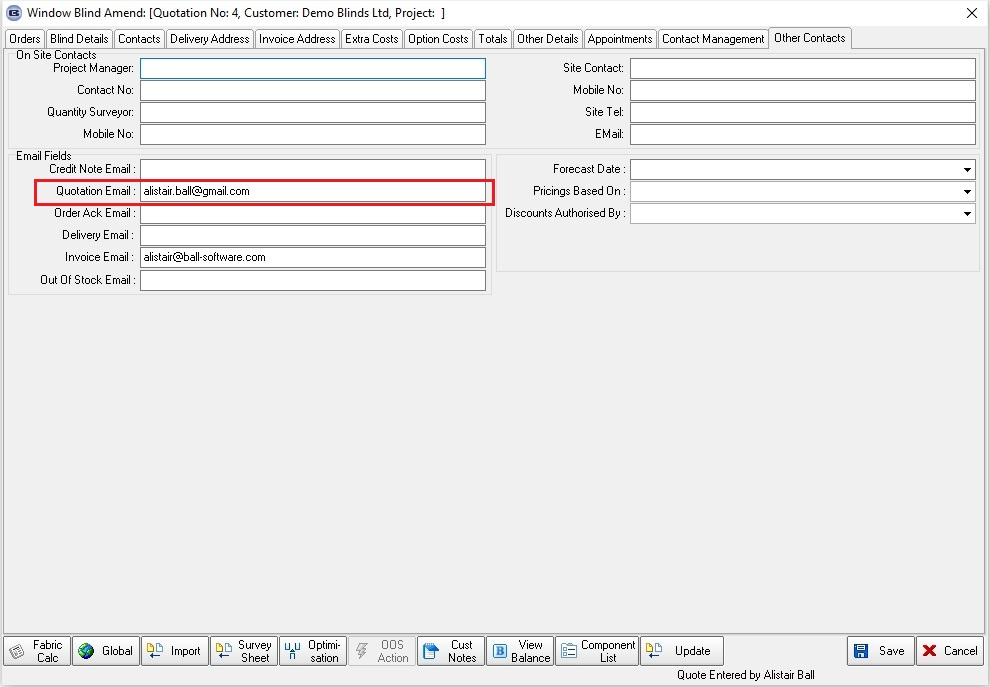 Window Blind Amend: [Quotation No: 4, Customer: Demo Blinds Ltd, Project:  ]
Orders Blind Details Contacts Delivery Address Invoice Address Extra Costs Option Costs Totals Other Details Appointments Contact Management Other Contacts
On Site Contacts
Project Manager:
Contact No:
Quantity Surveyor:
Mobile No:
Site Contact:
Mobile No:
Site Tel:
EMail:
Email Fields
Credit Note Email :
Quotation Email : alistair.ball@gmail.com
Order Ack Email :
Delivery Email :
Invoice Email : alistair@ball-software.com
Out Of Stock Email :
Forecast Date :
Pricings Based On :
Discounts Authorised By :
Fabric
Calc
Global
Import
Survey
Sheet
Optimi-
sation
OOS
Action
Cust
Notes
View
Balance
Component
List
Update
Save
Cancel
Quote Entered by Alistair Ball